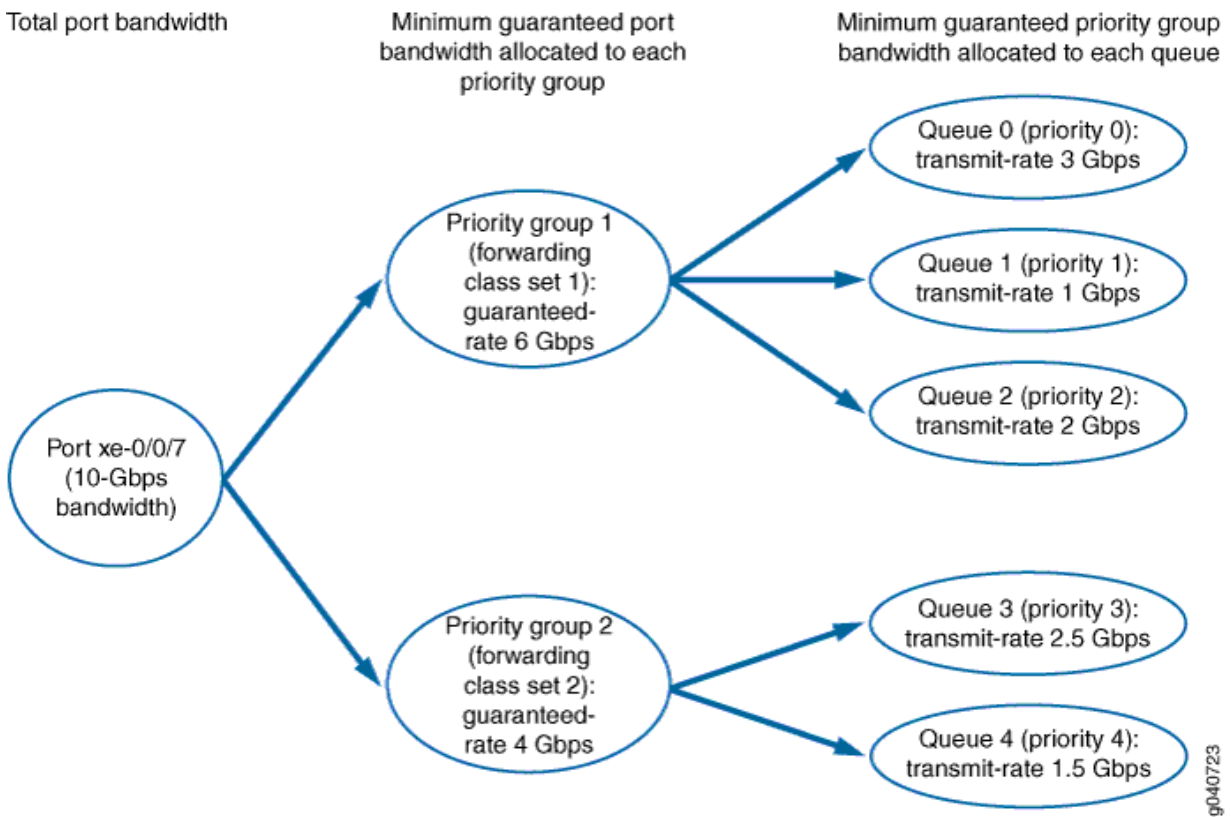 Total port bandwidth
Minimum guaranteed port
bandwidth allocated to each
priority group
Minimum guaranteed priority group
bandwidth allocated to each queue
Port xe-0/0/7
(10-Gbps
bandwidth)
Priority group 1
(forwarding
class set 1):
guaranteed-
rate 6 Gbps
Queue 0 (priority 0):
transmit-rate 3 Gbps
Queue 1 (priority 1):
transmit-rate 1 Gbps
Queue 2 (priority 2):
transmit-rate 2 Gbps
Priority group 2
(forwarding
class set 2):
guaranteed-
rate 4 Gbps
Queue 3 (priority 3):
transmit-rate 2.5 Gbps
Queue 4 (priority 4):
transmit-rate 1.5 Gbps
g040723